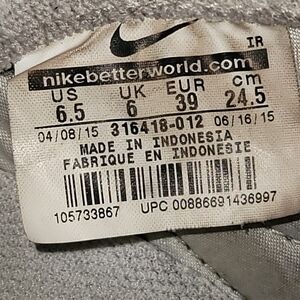 IR
nikebetterworld.com
US UK EUR cm
6.5 6 39 24.5
04/08/15 316418-012 06/16/15
MADE IN INDONESIA
FABRIQUE EN INDONESIE
105733867 UPC 00886691436997